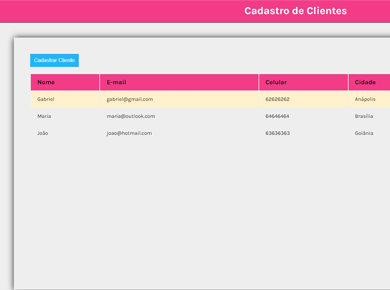 Cadastro de Clientes
Cadastrar Cliente
Nome E-mail Celular Cidade
Gabriel gabriel@gmail.com 62626262 Anápolis
Maria maria@outlook.com 64646464 Brasília
João joao@hotmail.com 63636363 Goiânia